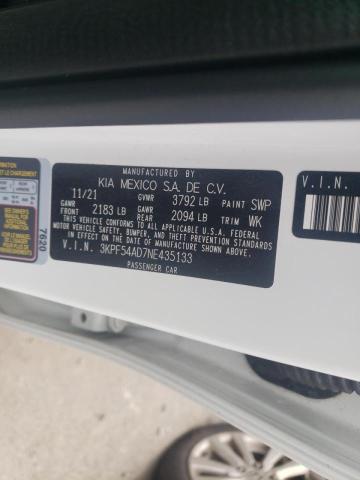 MANUFACTURED BY
KIA MEXICO S.A. DE C.V.
11/21 GVWR 3792 LB PAINT SWP
GAWR FRONT 2183 LB GAWR REAR 2094 LB TRIM WK
THIS VEHICLE CONFORMS TO ALL APPLICABLE U.S.A. FEDERAL
MOTOR VEHICLE SAFETY, BUMPER, AND THEFT PREVENTION
STANDARDS IN EFFECT ON THE DATE OF MANUFACTURE SHOWN ABOVE.
V.I.N. 3KPF54AD7NE435133
PASSENGER CAR
7620
V.I.N.